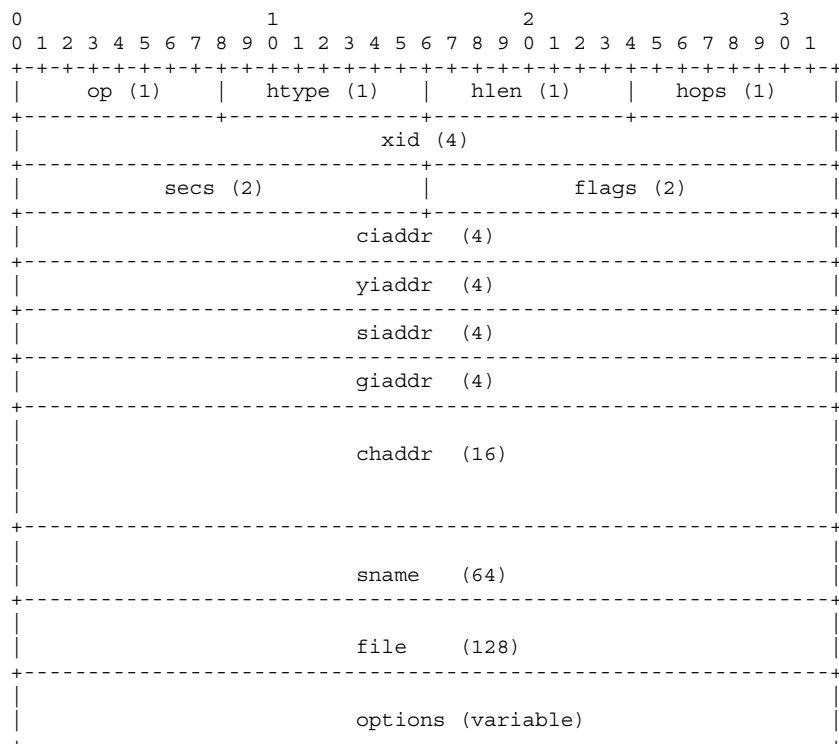 0                   1                   2                   3
0 1 2 3 4 5 6 7 8 9 0 1 2 3 4 5 6 7 8 9 0 1 2 3 4 5 6 7 8 9 0 1
+-+-+-+-+-+-+-+-+-+-+-+-+-+-+-+-+-+-+-+-+-+-+-+-+-+-+-+-+-+-+-+-+
|     op (1)    |   htype (1)   |   hlen (1)    |   hops (1)    |
+---------------+---------------+---------------+---------------+
|                            xid (4)                            |
+-------------------------------+-------------------------------+
|           secs (2)            |           flags (2)           |
+-------------------------------+-------------------------------+
|                          ciaddr  (4)                          |
+---------------------------------------------------------------+
|                          yiaddr  (4)                          |
+---------------------------------------------------------------+
|                          siaddr  (4)                          |
+---------------------------------------------------------------+
|                          giaddr  (4)                          |
+---------------------------------------------------------------+
|                                                               |
|                          chaddr  (16)                         |
|                                                               |
|                                                               |
+---------------------------------------------------------------+
|                                                               |
|                          sname   (64)                         |
+---------------------------------------------------------------+
|                                                               |
|                          file    (128)                        |
+---------------------------------------------------------------+
|                                                               |
|                          options (variable)                   |
+---------------------------------------------------------------+